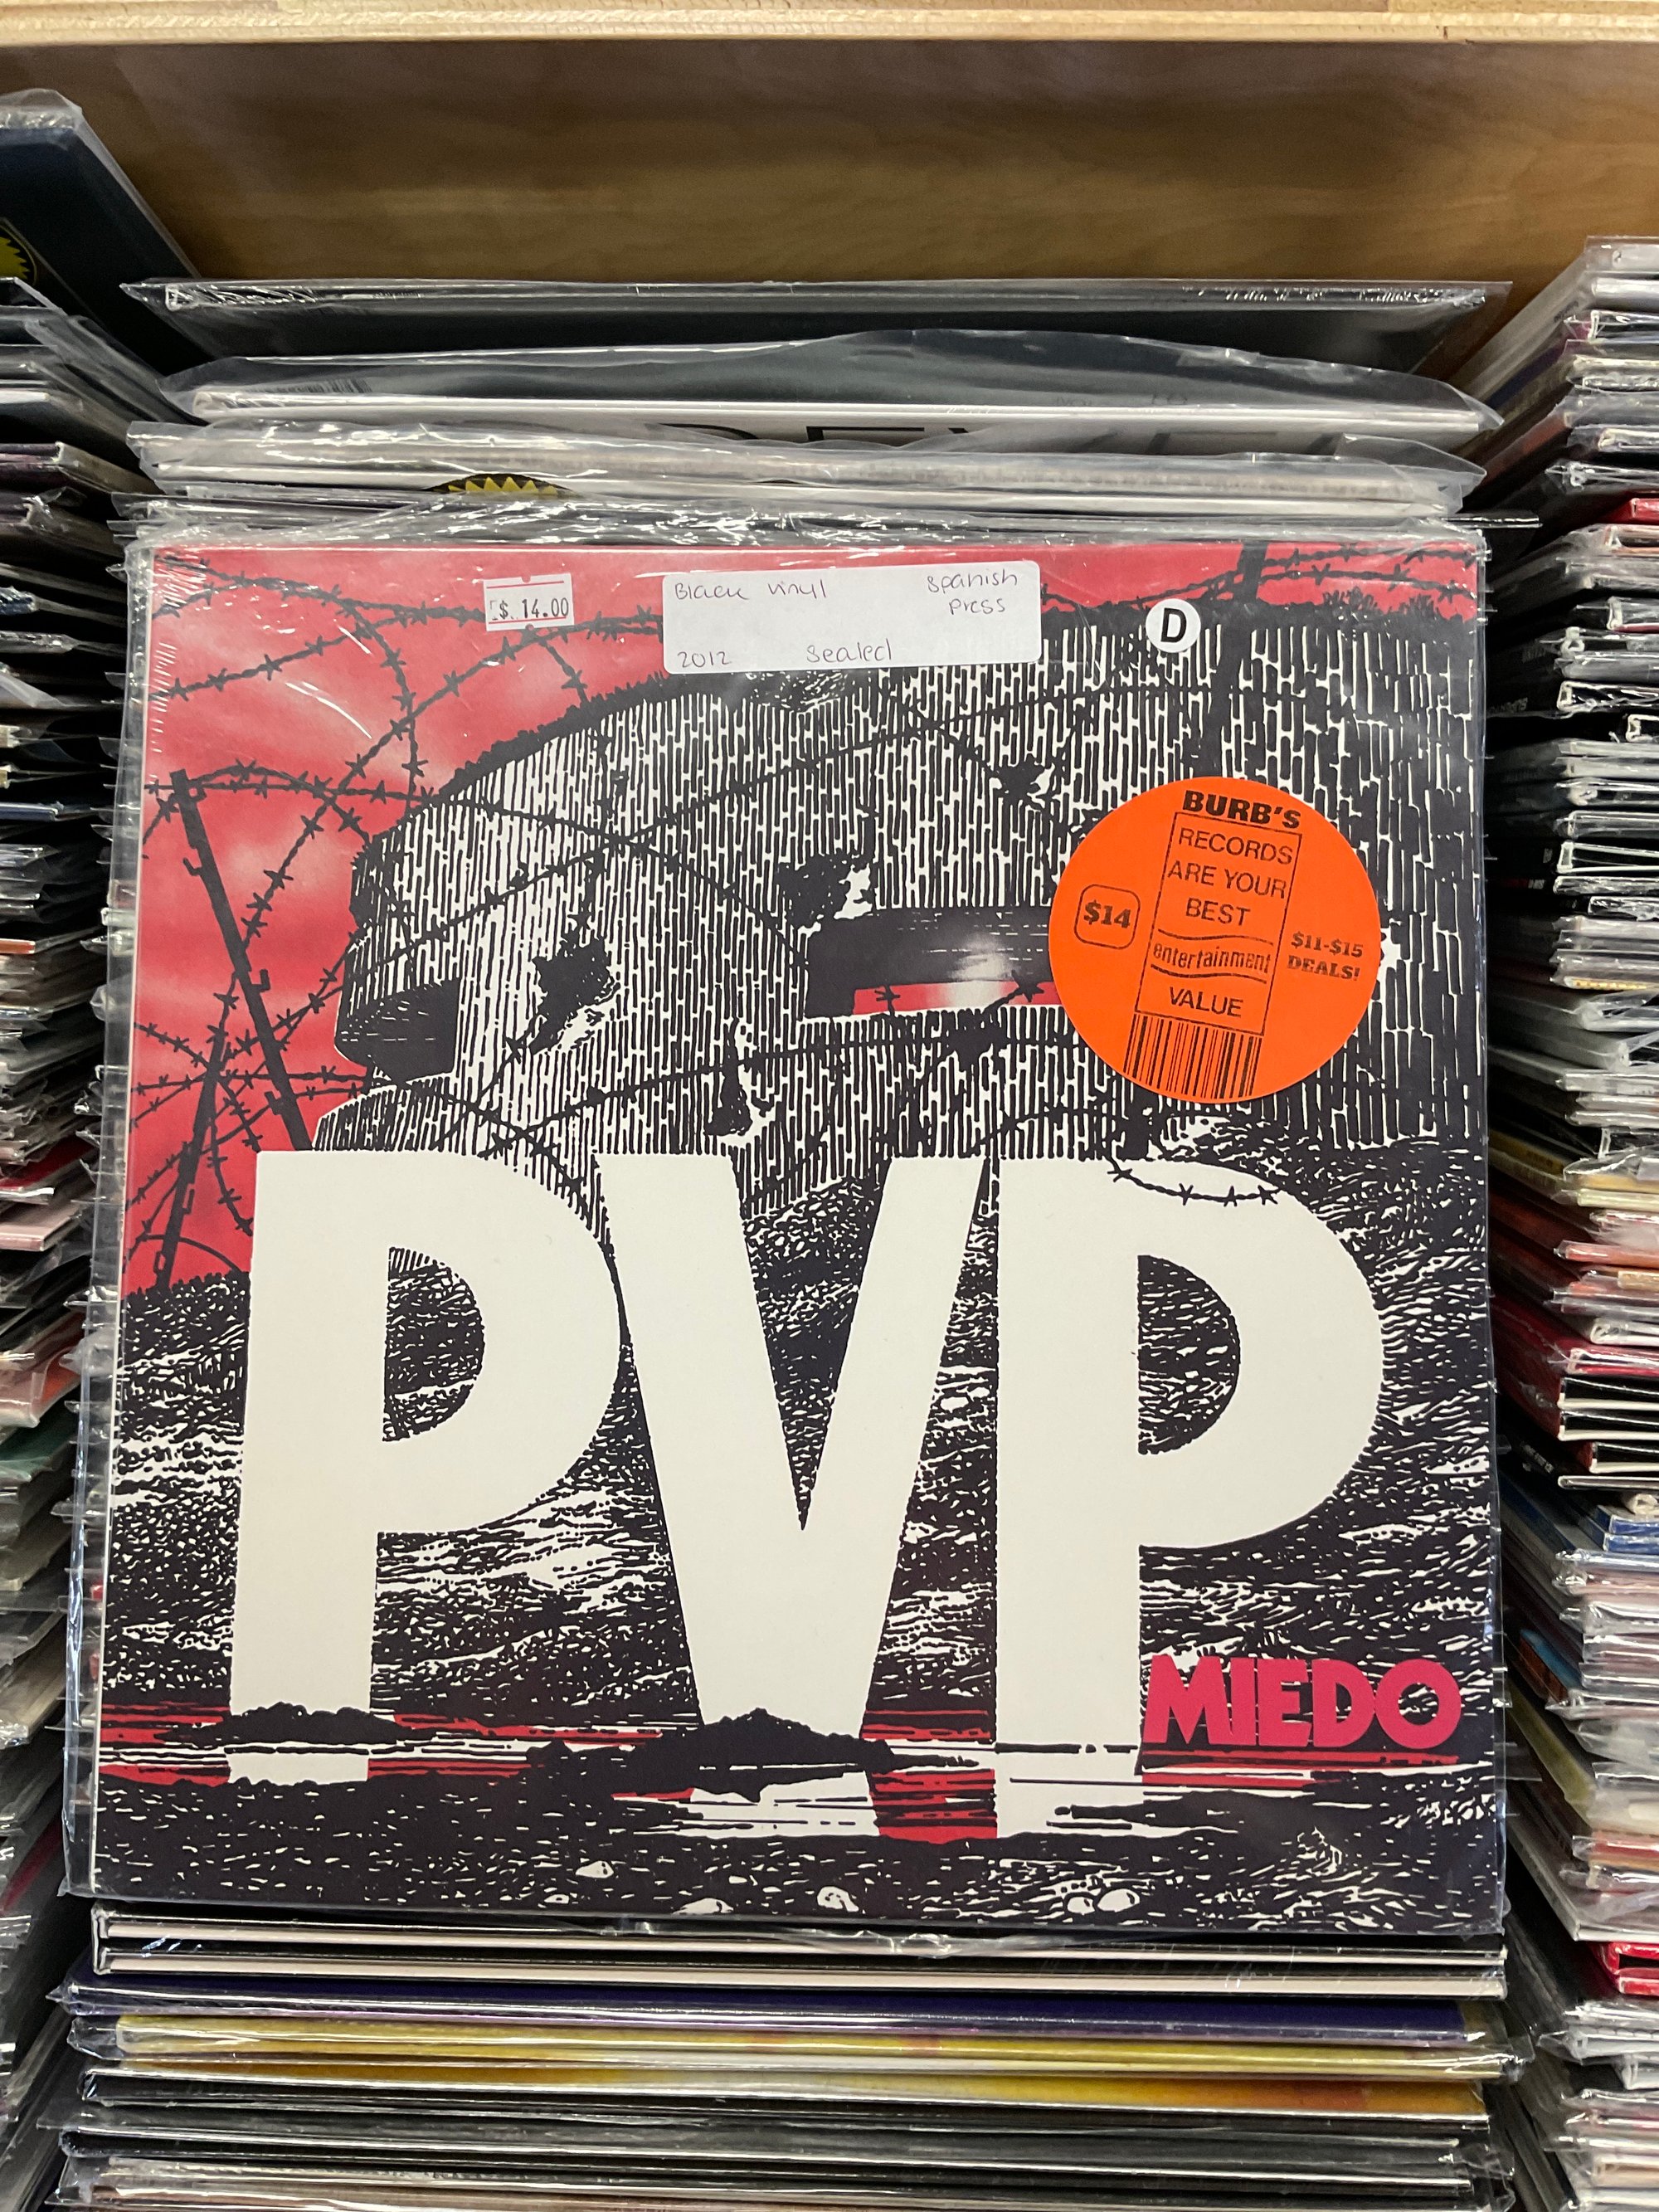 $ 14.00
Black vinyl Spanish
Press
2012 Sealed
D
BURB'S
RECORDS
ARE YOUR
BEST
entertainment
VALUE
$14
$11-$15
DEALS!
PVP
MIEDO